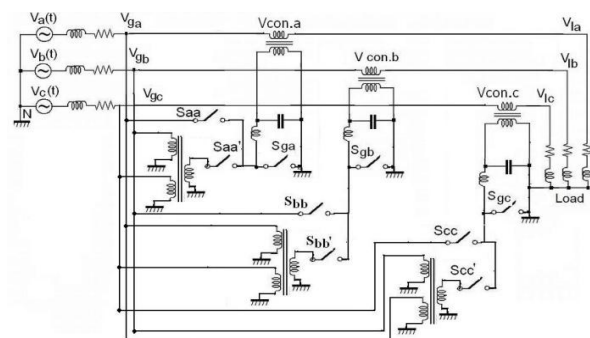 Va(t)
Vga
Vcon.a
Vla
Vb(t)
Vgb
V con.b
Vlb
Vc(t)
Vgc
Vcon.c
Vlc
N
Saa
Saa'
Sga
Sgb
Sbb
Sgc
Load
Sbb'
Scc
Scc'